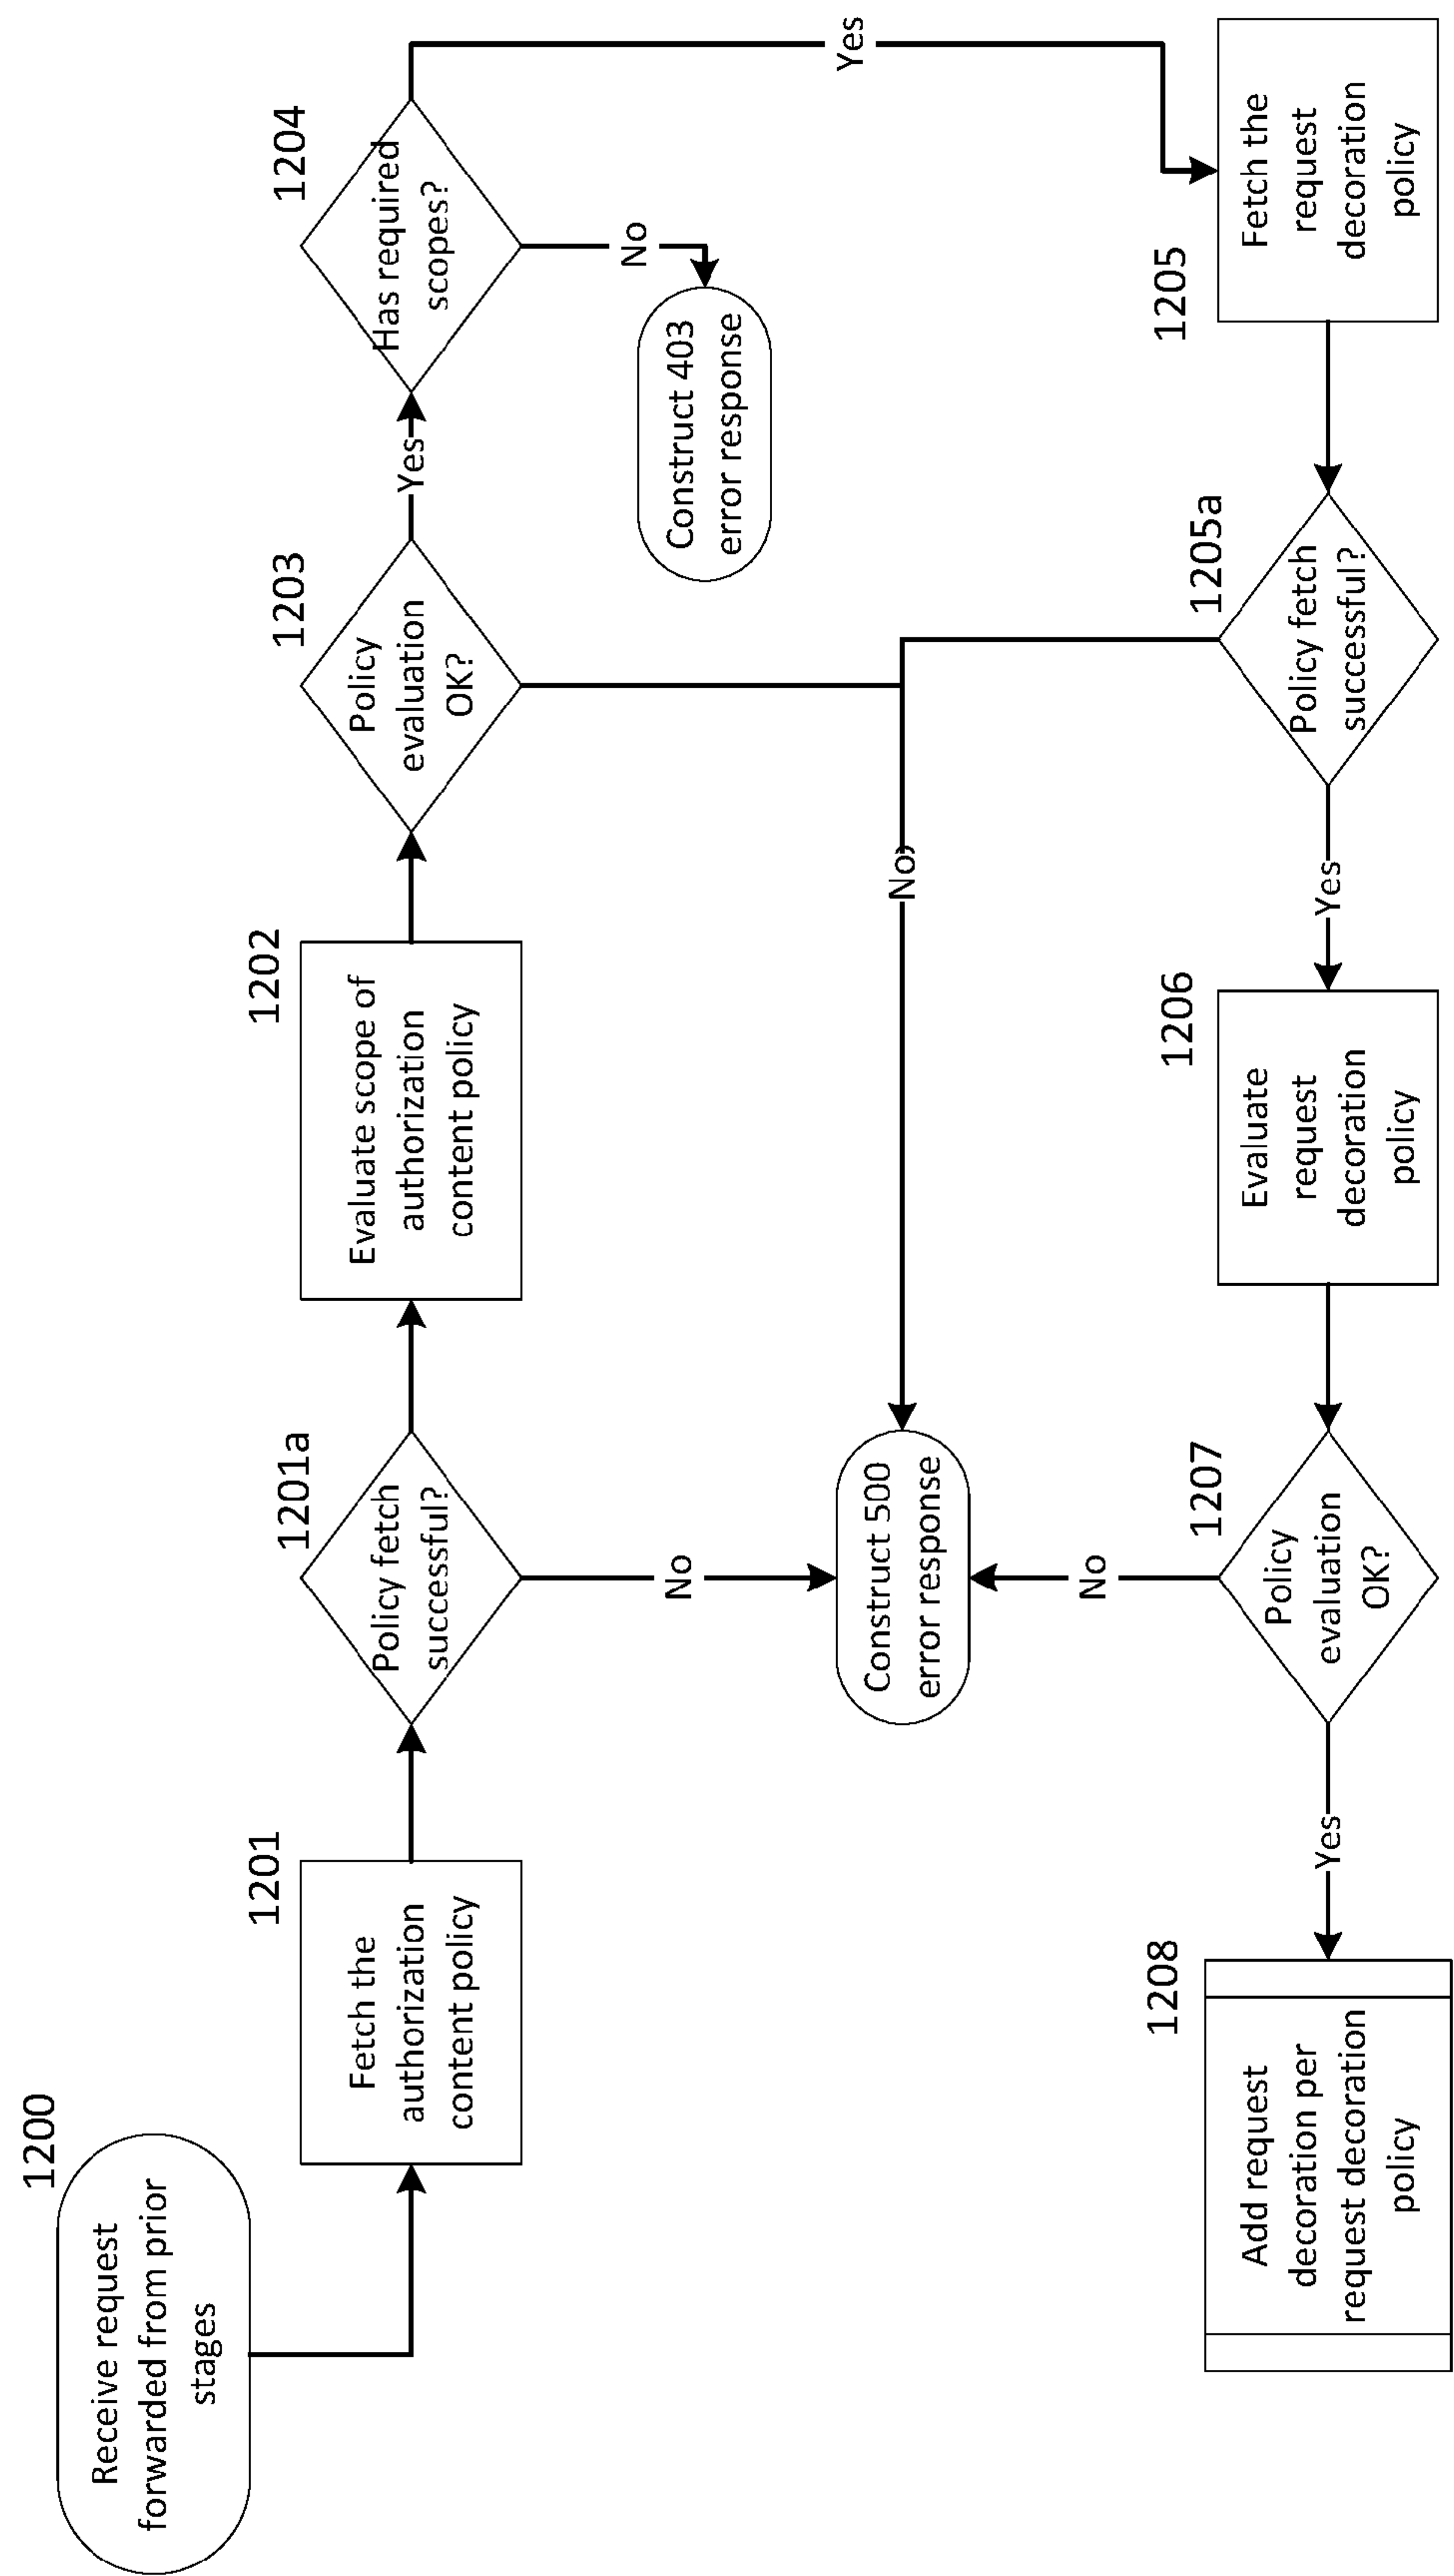 1200
Receive request
forwarded from prior
stages
1201
Fetch the
authorization
content policy
1201a
Policy fetch
successful?
No
1202
Evaluate scope of
authorization
content policy
1203
Policy
evaluation
OK?
Yes
1204
Has required
scopes?
No
Construct 403
error response
Yes
No
Construct 500
error response
1205
Fetch the
request
decoration
policy
1205a
Policy fetch
successful?
Yes
1206
Evaluate
request
decoration
policy
1207
Policy
evaluation
OK?
No
Yes
1208
Add request
decoration per
request decoration
policy